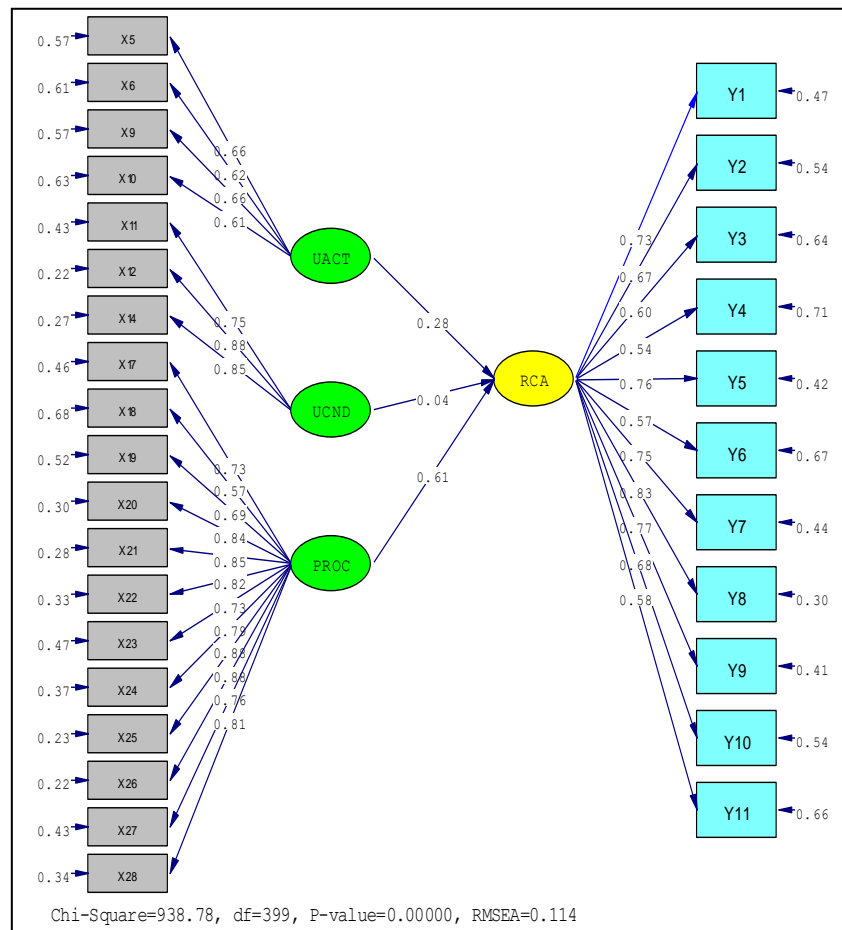 0.57 X5
0.61 X6
0.57 X9
0.63 X10
0.43 X11
0.22 X12
0.27 X14
0.46 X17
0.68 X18
0.52 X19
0.30 X20
0.28 X21
0.33 X22
0.47 X23
0.37 X24
0.23 X25
0.22 X26
0.43 X27
0.34 X28
0.66
0.62
0.66
0.61
0.75
0.88
0.85
0.73
0.57
0.69
0.84
0.85
0.82
0.73
0.79
0.88
0.88
0.76
0.81
UACT
UCND
PROC
0.28
0.04
0.61
RCA
0.73
0.67
0.60
0.54
0.76
0.57
0.75
0.83
0.77
0.68
0.58
Y1 0.47
Y2 0.54
Y3 0.64
Y4 0.71
Y5 0.42
Y6 0.67
Y7 0.44
Y8 0.30
Y9 0.41
Y10 0.54
Y11 0.66
Chi-Square=938.78, df=399, P-value=0.00000, RMSEA=0.114